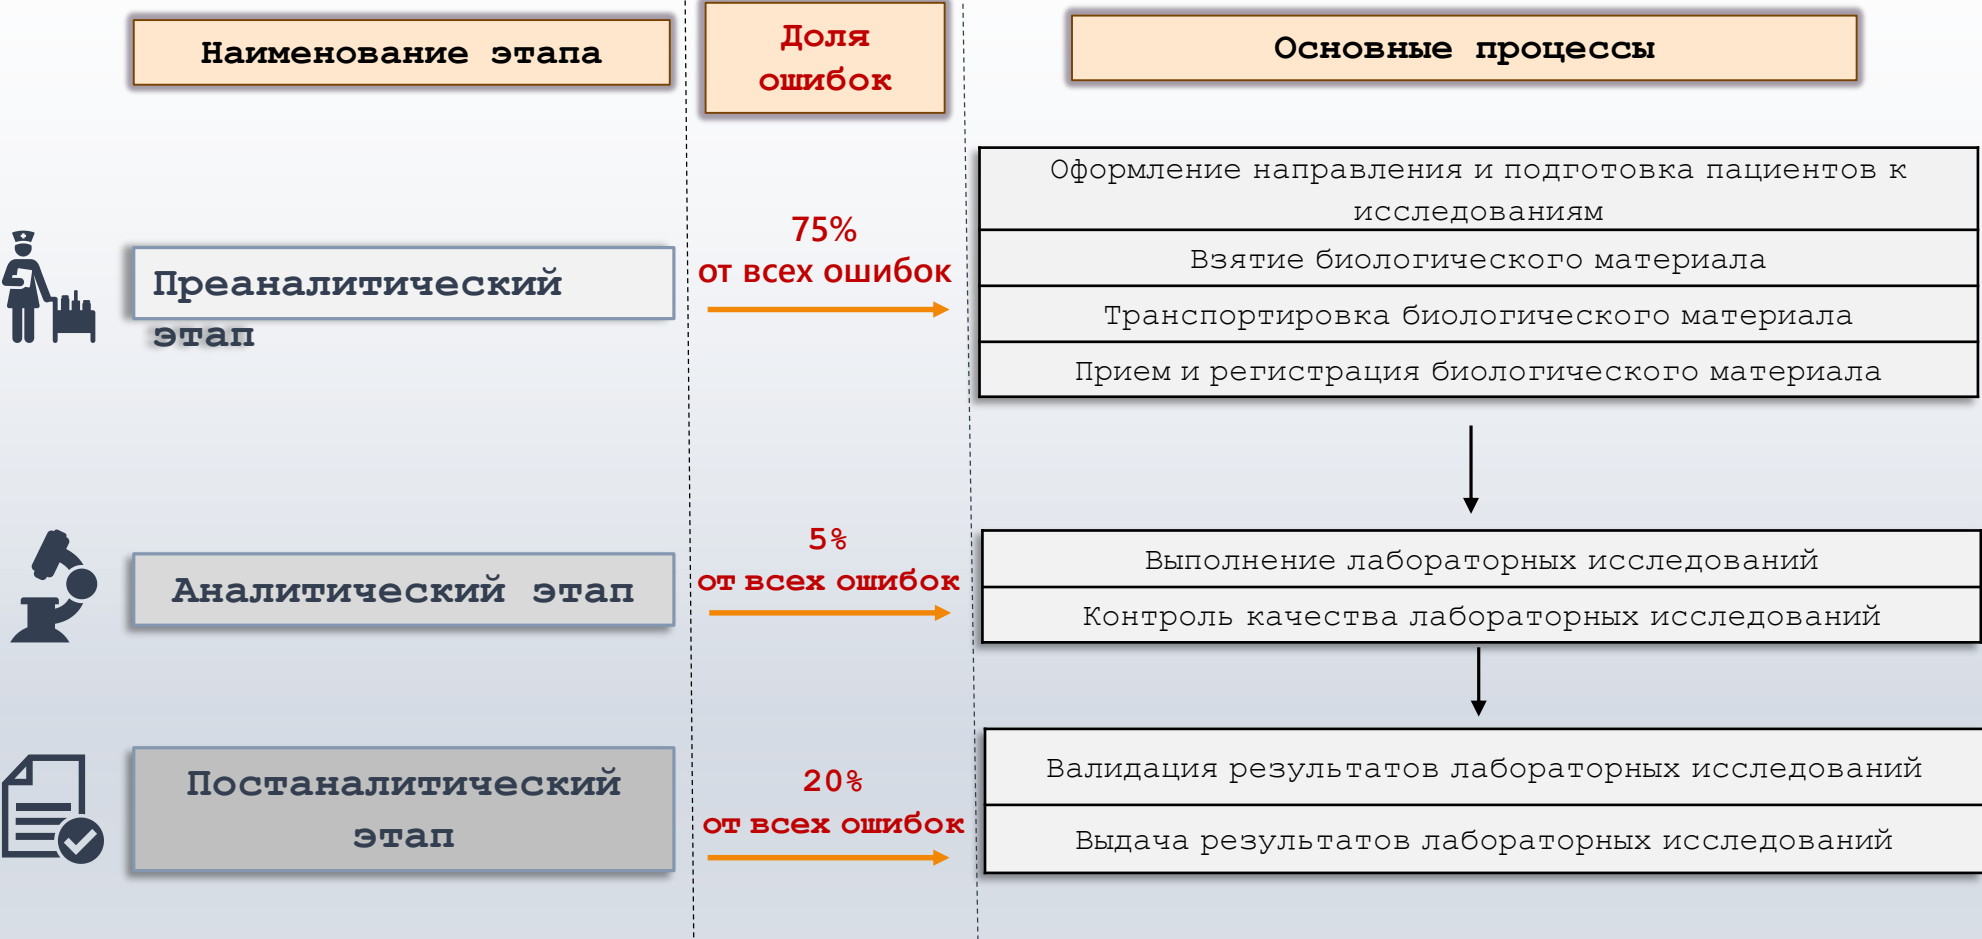 Наименование этапа
Доля
ошибок
Основные процессы
Преаналитический
этап
75%
от всех ошибок
Оформление направления и подготовка пациентов к
исследованиям
Взятие биологического материала
Транспортировка биологического материала
Прием и регистрация биологического материала
Аналитический этап
5%
от всех ошибок
Выполнение лабораторных исследований
Контроль качества лабораторных исследований
Постаналитический
этап
20%
от всех ошибок
Валидация результатов лабораторных исследований
Выдача результатов лабораторных исследований